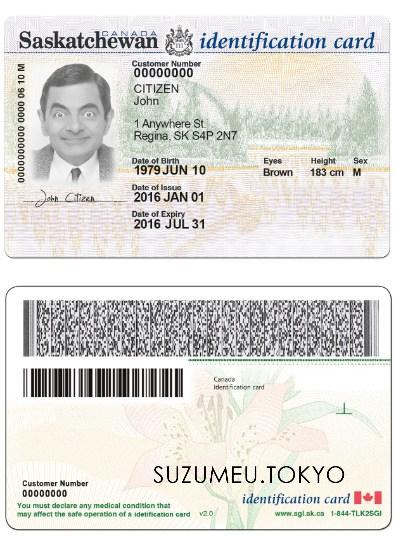 CANADA
Saskatchewan identification card
Customer Number
00000000
CITIZEN
John
1 Anywhere St
Regina, SK S4P 2N7
Date of Birth
1979 JUN 10
Eyes Height Sex
Brown 183 cm M
Date of Issue
2016 JAN 01
Date of Expiry
2016 JUL 31
0000000000 0000 06 10 M
John Citizen
Canada
Identification card
SUZUMEU.TOKYO
Customer Number
00000000
identification card
You must declare any medical condition that
may affect the safe operation of a identification card v2.0 www.sgi.sk.ca 1-844-TLK2SGI